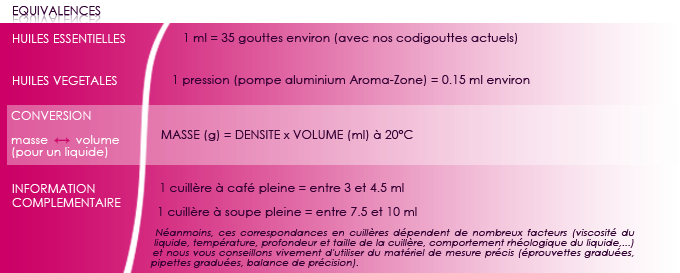 EQUIVALENCES
HUILES ESSENTIELLES
1 ml = 35 gouttes environ (avec nos codigouttes actuels)
HUILES VEGETALES
1 pression (pompe aluminium Aroma-Zone) = 0.15 ml environ
CONVERSION
masse ↔ volume
(pour un liquide)
MASSE (g) = DENSITE x VOLUME (ml) à 20°C
INFORMATION
COMPLEMENTAIRE
1 cuillère à café pleine = entre 3 et 4.5 ml
1 cuillère à soupe pleine = entre 7.5 et 10 ml
Néanmoins, ces correspondances en cuillères dépendent de nombreux facteurs (viscosité du
liquide, température, profondeur et taille de la cuillère, comportement rhéologique du liquide,...)
et nous vous conseillons vivement d'utiliser du matériel de mesure précis (éprouvettes graduées,
pipettes graduées, balance de précision).